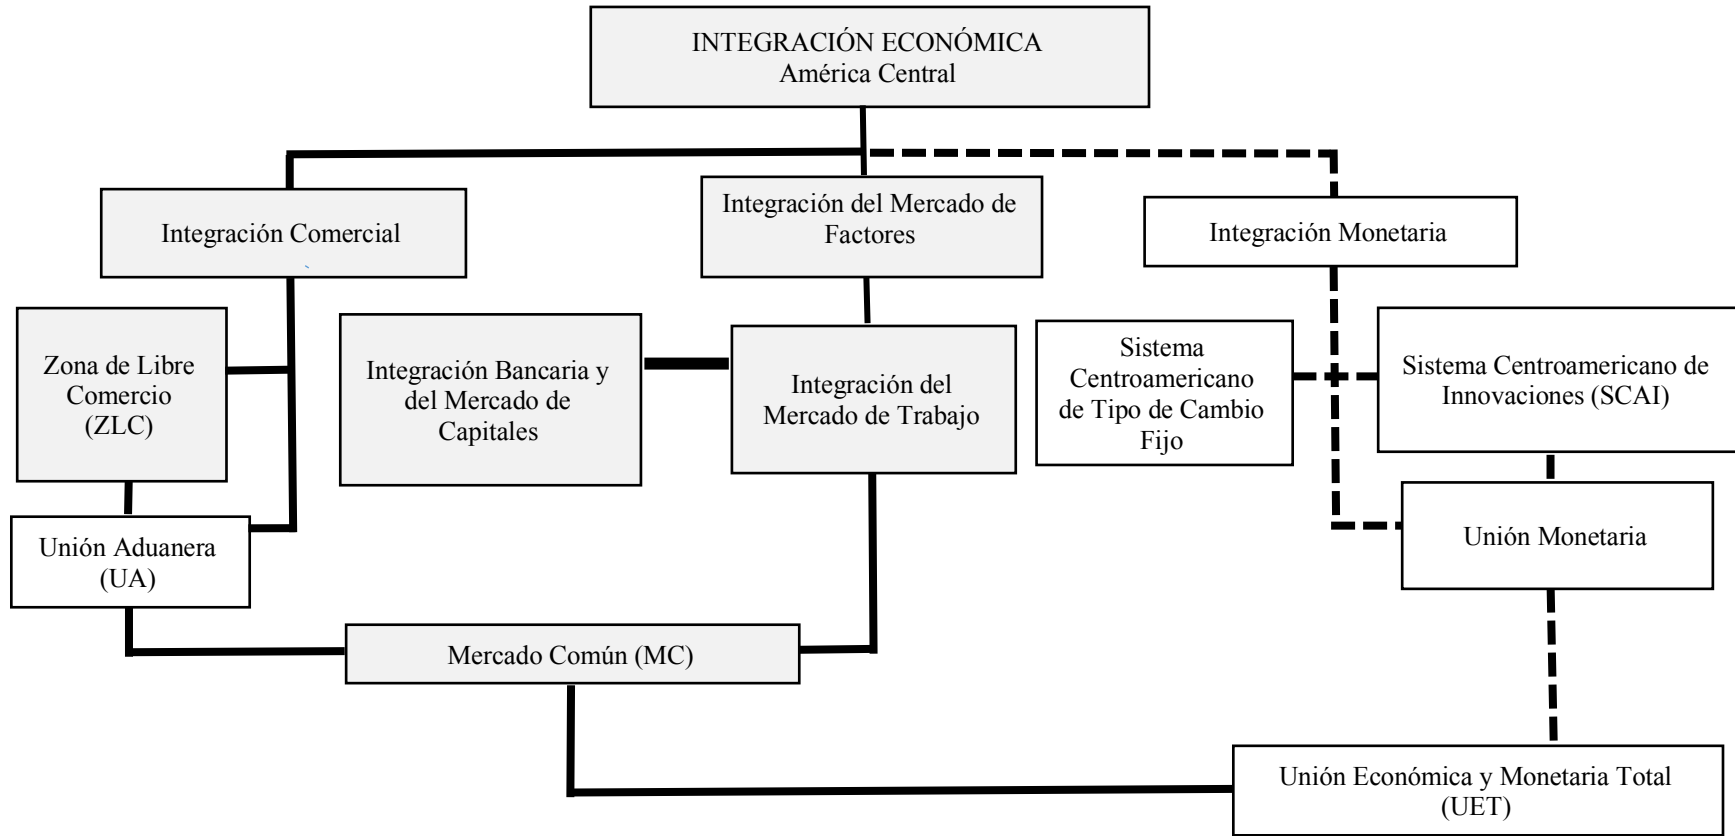 INTEGRACIÓN ECONÓMICA
América Central
Integración Comercial
Integración del Mercado de
Factores
Integración Monetaria
Zona de Libre
Comercio
(ZLC)
Integración Bancaria y
del Mercado de
Capitales
Integración del
Mercado de Trabajo
Sistema
Centroamericano
de Tipo de Cambio
Fijo
Sistema Centroamericano de
Innovaciones (SCAI)
Unión Aduanera
(UA)
Unión Monetaria
Mercado Común (MC)
Unión Económica y Monetaria Total
(UET)